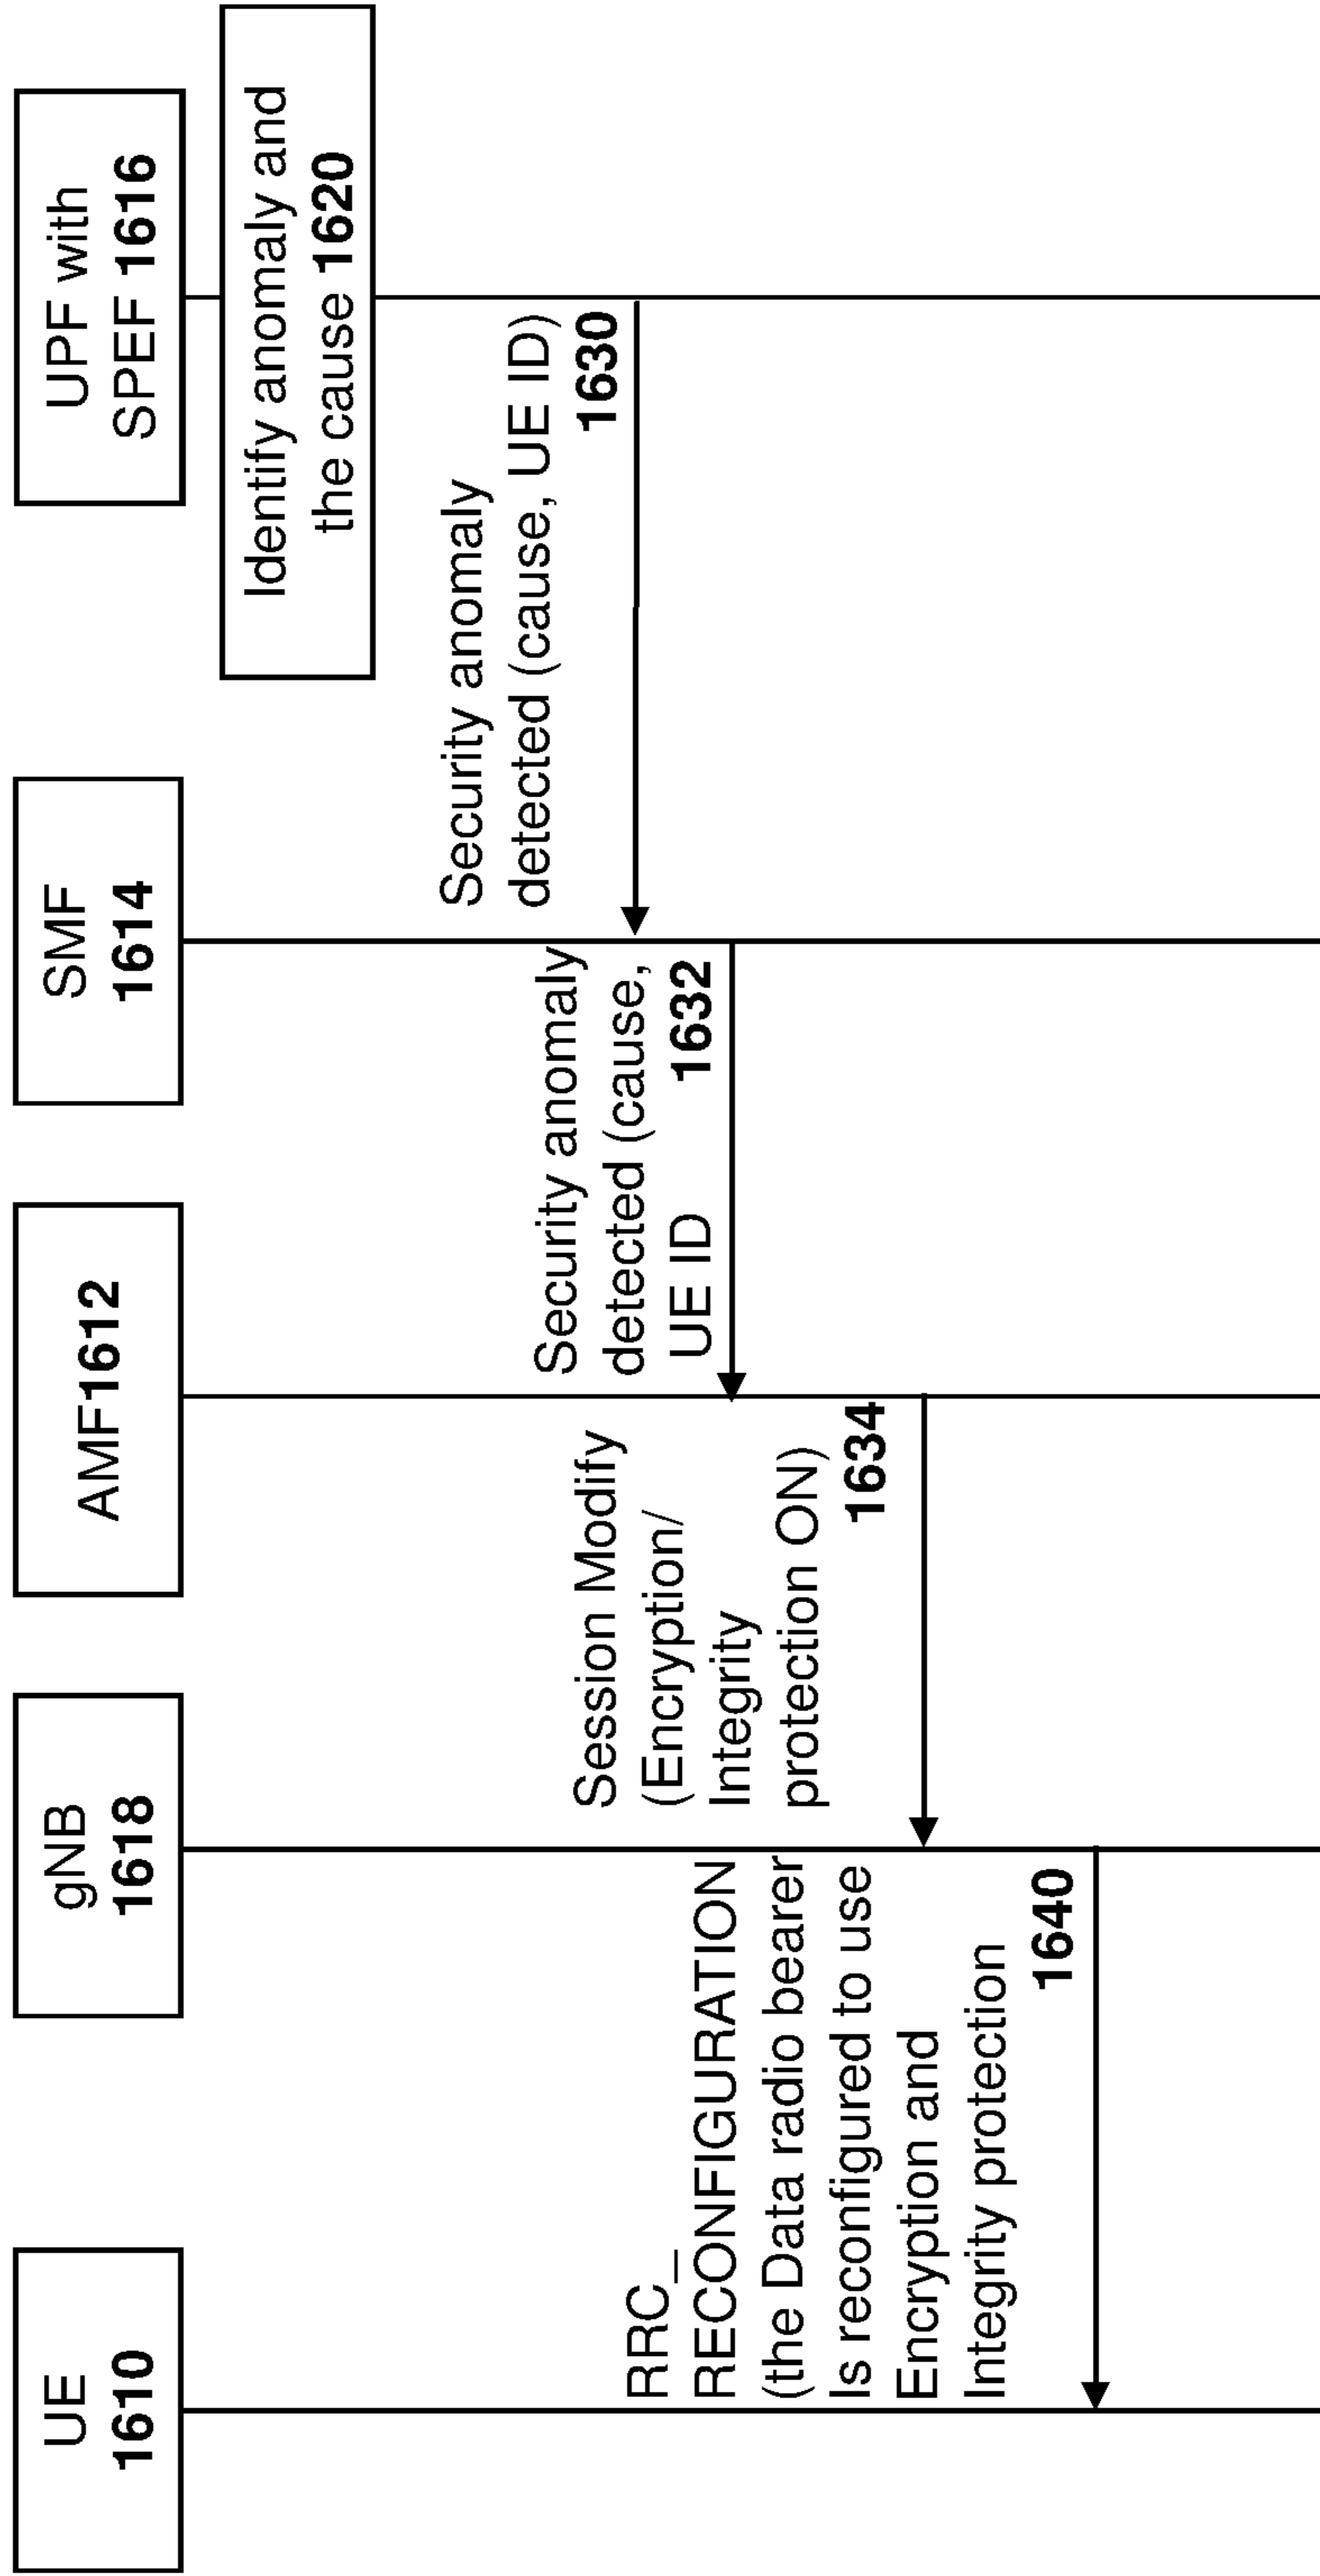 UE
1610
gNB
1618
AMF1612
SMF
1614
UPF with
SPEF 1616
Identify anomaly and
the cause 1620
Security anomaly
detected (cause, UE ID)
1630
Security anomaly
detected (cause,
UE ID 1632
Session Modify
(Encryption/
Integrity
protection ON)
1634
RRC_
RECONFIGURATION
(the Data radio bearer
Is reconfigured to use
Encryption and
Integrity protection
1640